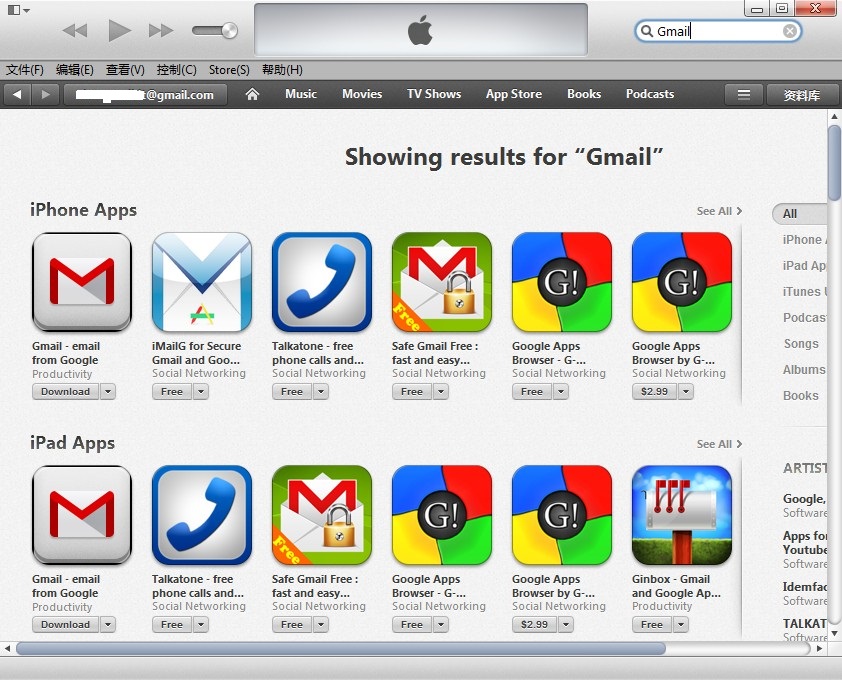 Gmail
文件(F) 编辑(E) 查看(V) 控制(C) Store(S) 帮助(H)
@gmail.com Music Movies TV Shows App Store Books Podcasts 资料库
Showing results for “Gmail”
iPhone Apps See All >
Gmail - email
from Google
Productivity
Download
iMailG for Secure
Gmail and Goo...
Social Networking
Free
Talkatone - free
phone calls and...
Social Networking
Free
Free
Safe Gmail Free :
fast and easy...
Social Networking
Free
G!
Google Apps
Browser - G-...
Social Networking
Free
G!
Google Apps
Browser by G-...
Social Networking
$2.99
iPad Apps See All >
Gmail - email
from Google
Productivity
Download
Talkatone - free
phone calls and...
Social Networking
Free
Free
Safe Gmail Free :
fast and easy...
Social Networking
Free
G!
Google Apps
Browser - G-...
Social Networking
Free
G!
Google Apps
Browser by G-...
Social Networking
$2.99
Ginbox - Gmail
and Google Ap...
Productivity
Free
All
iPhone
iPad Ap
iTunes
Podcas
Songs
Albums
Books
ARTIST
Google,
Software
Apps for
Youtube
Software
Idemfac
Software
TALKAT
Software